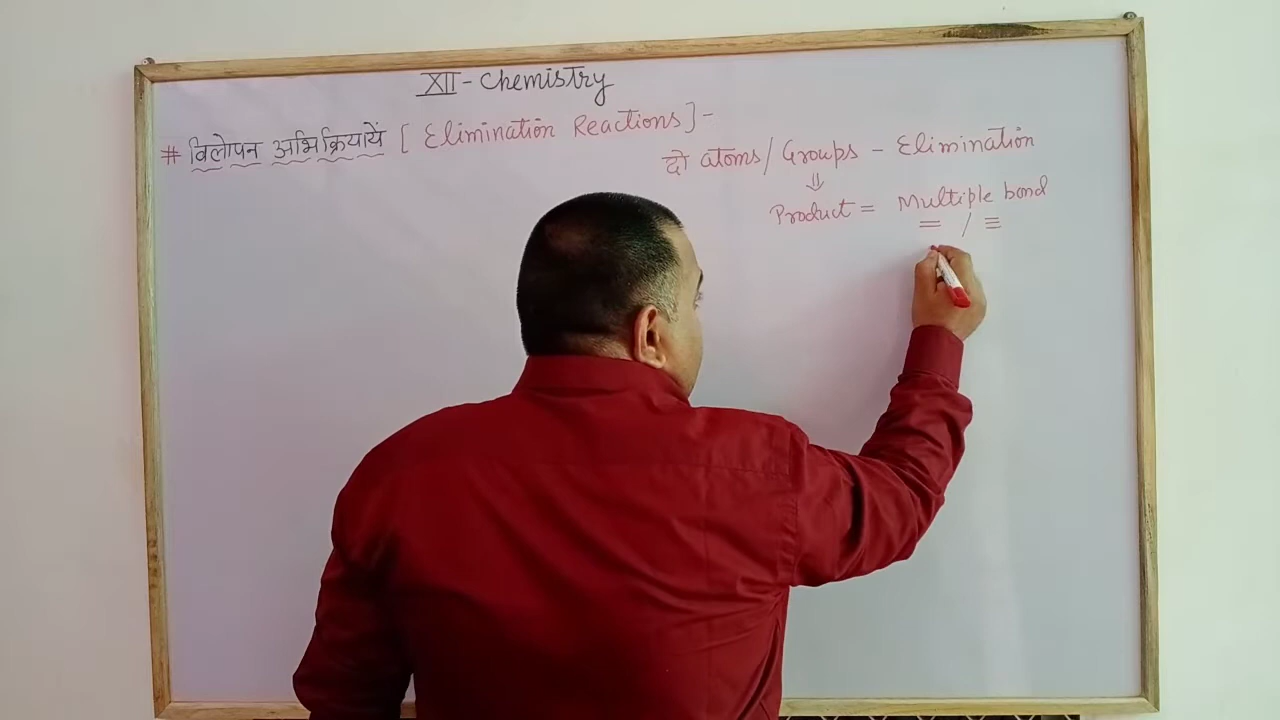 XII - Chemistry
# विलोपन अभिक्रियायें [ Elimination Reactions ] -
दो atoms / Groups - Elimination
⇓
Product = Multiple bond
= / ≡